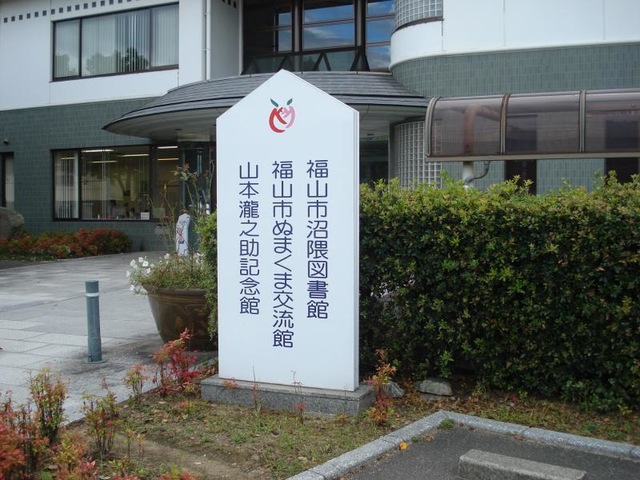 福山市沼隈図書館
福山市ぬまくま交流館
山本瀧之助記念館